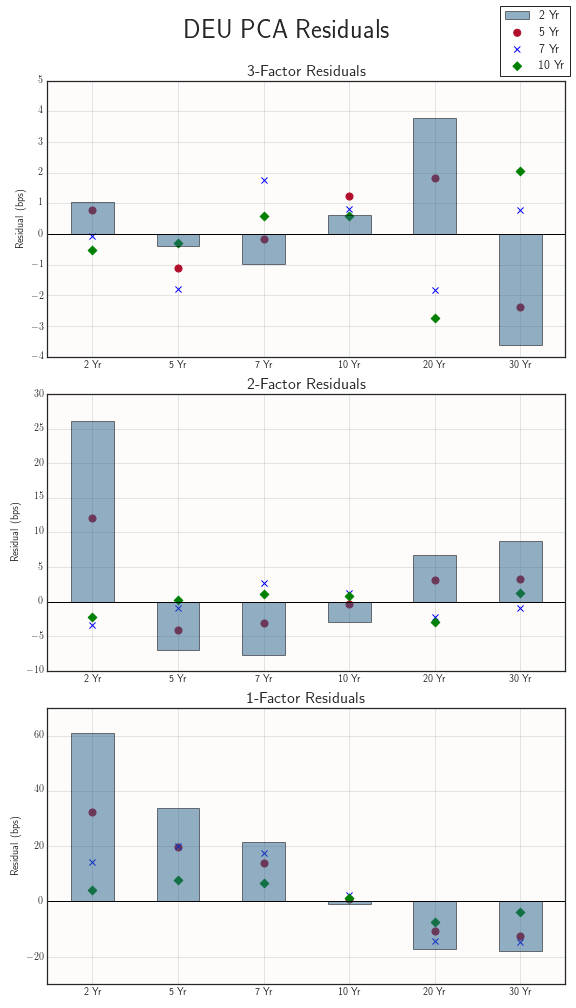 DEU PCA Residuals
2 Yr
5 Yr
7 Yr
10 Yr
3-Factor Residuals
Residual (bps)
5
4
3
2
1
0
−1
−2
−3
−4
2 Yr 5 Yr 7 Yr 10 Yr 20 Yr 30 Yr
2-Factor Residuals
Residual (bps)
30
25
20
15
10
5
0
−5
−10
2 Yr 5 Yr 7 Yr 10 Yr 20 Yr 30 Yr
1-Factor Residuals
Residual (bps)
60
40
20
0
−20
2 Yr 5 Yr 7 Yr 10 Yr 20 Yr 30 Yr